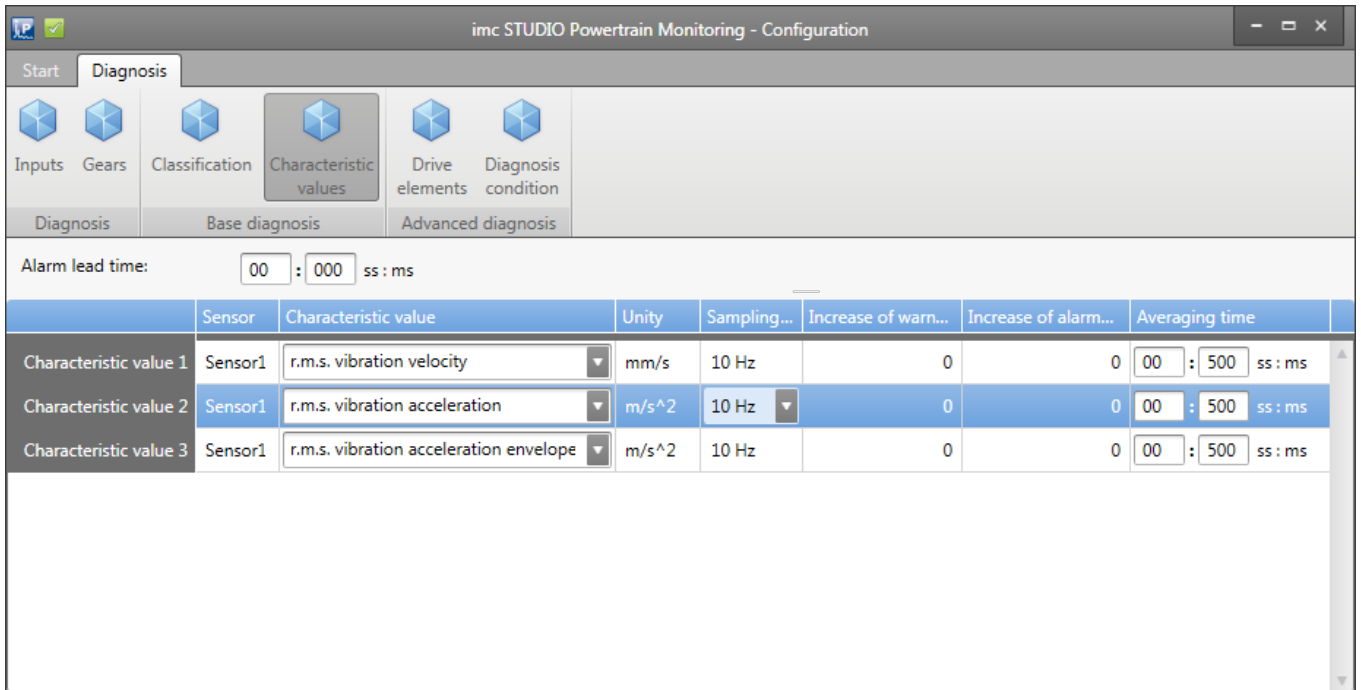 imc STUDIO Powertrain Monitoring - Configuration
Start Diagnosis
Inputs Gears Classification Characteristic values Drive elements Diagnosis condition
Diagnosis Base diagnosis Advanced diagnosis
Alarm lead time: 00 : 000 ss : ms
Sensor Characteristic value Unity Sampling... Increase of warn... Increase of alarm... Averaging time
Characteristic value 1 Sensor1 r.m.s. vibration velocity mm/s 10 Hz 0 0 00 : 500 ss : ms
Characteristic value 2 Sensor1 r.m.s. vibration acceleration m/s^2 10 Hz 0 0 00 : 500 ss : ms
Characteristic value 3 Sensor1 r.m.s. vibration acceleration envelope m/s^2 10 Hz 0 0 00 : 500 ss : ms